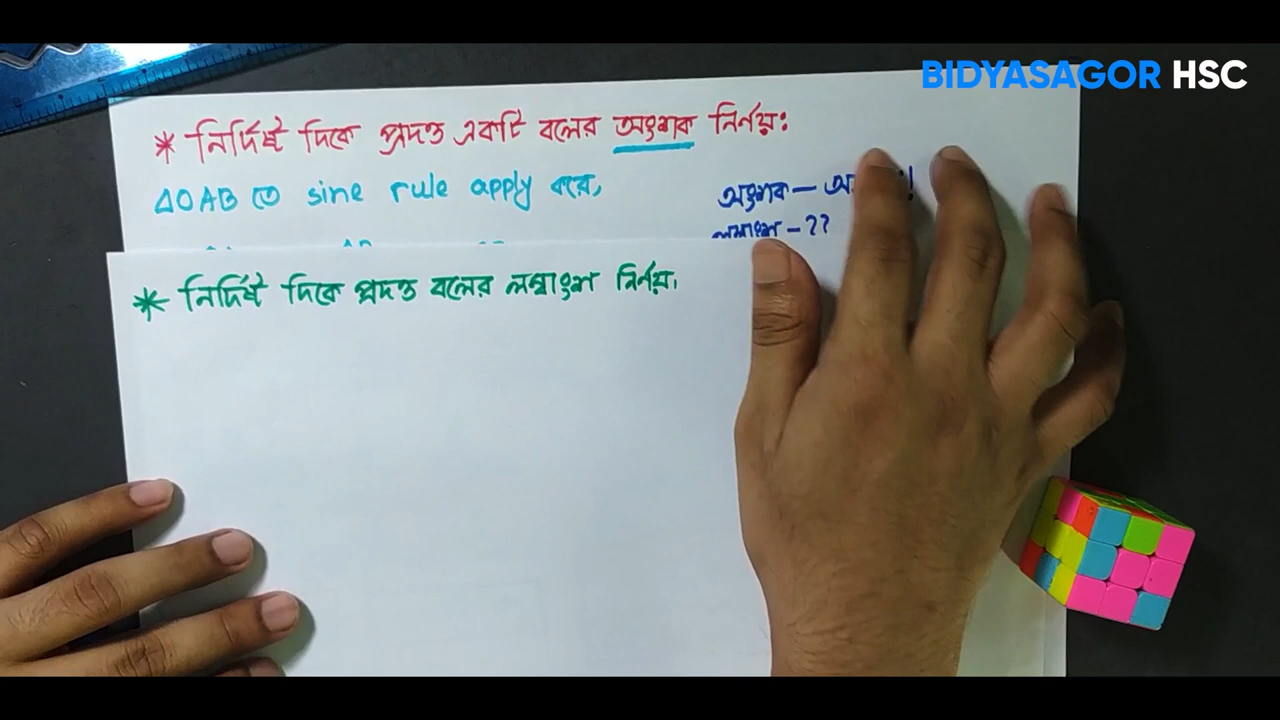 BIDYASAGOR HSC
* নির্দিষ্ট দিকে প্রদত্ত একটি বলের অংশক নির্ণয়ঃ
ΔOAB তে sine rule apply করে,
অংশক —
লম্বাংশ - ??
* নির্দিষ্ট দিকে প্রদত্ত বলের লম্বাংশ নির্ণয়।